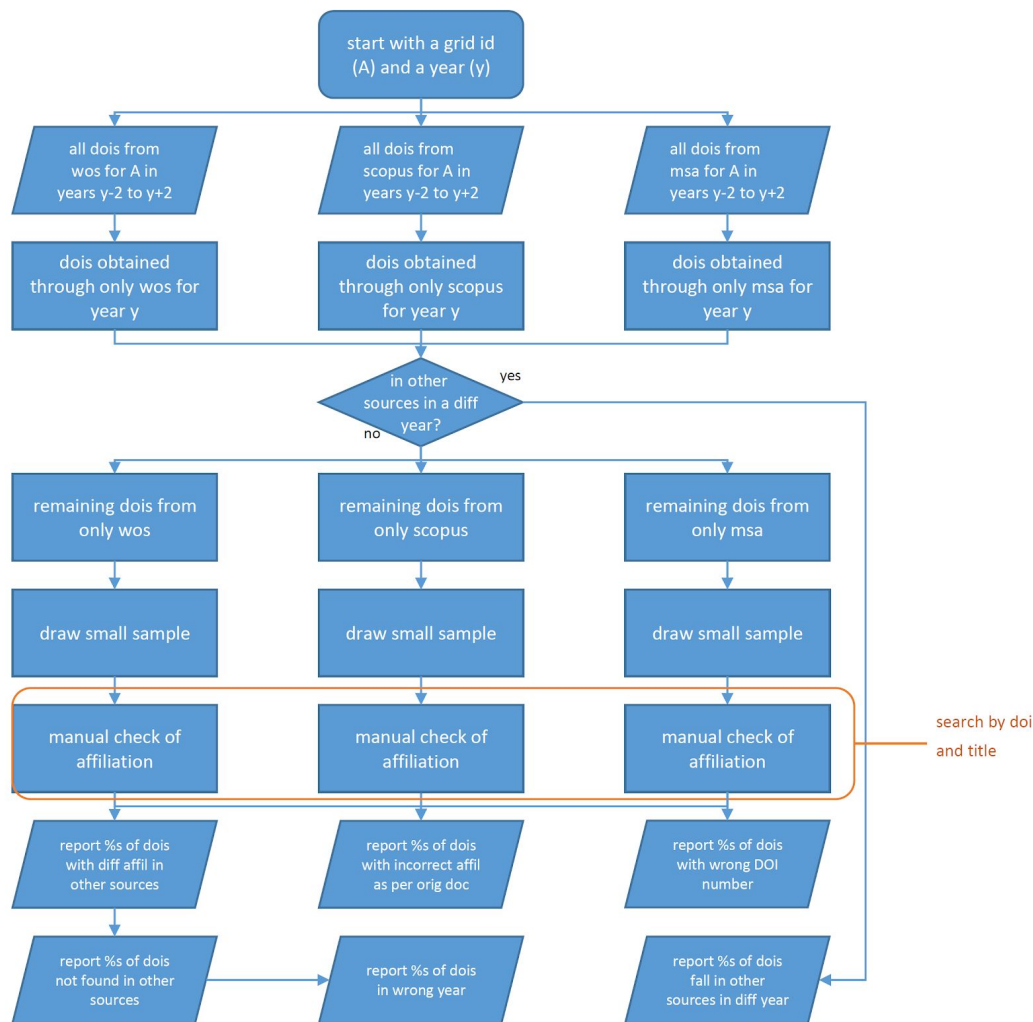 start with a grid id
(A) and a year (y)
all dois from
wos for A in
years y-2 to y+2
all dois from
scopus for A in
years y-2 to y+2
all dois from
msa for A in
years y-2 to y+2
dois obtained
through only wos for
year y
dois obtained
through only scopus
for year y
dois obtained
through only msa for
year y
in other
sources in a diff
year?
yes
no
remaining dois from
only wos
remaining dois from
only scopus
remaining dois from
only msa
draw small sample
draw small sample
draw small sample
manual check of
affiliation
manual check of
affiliation
manual check of
affiliation
search by doi
and title
report %s of dois
with diff affil in
other sources
report %s of dois
with incorrect affil
as per orig doc
report %s of dois
with wrong DOI
number
report %s of dois
not found in other
sources
report %s of dois
in wrong year
report %s of dois
fall in other
sources in diff year